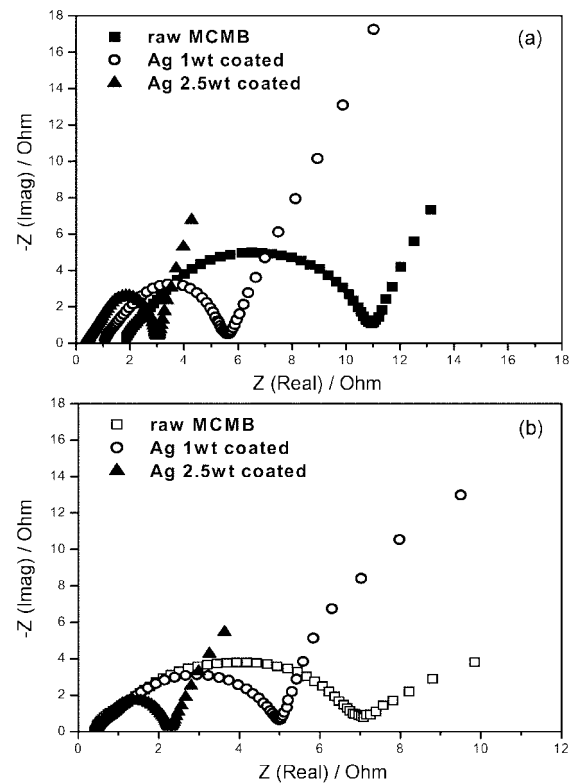 18
16
14
12
10
8
6
4
2
0
-Z (Imag) / Ohm
raw MCMB
Ag 1wt coated
Ag 2.5wt coated
(a)
0 2 4 6 8 10 12 14 16 18
Z (Real) / Ohm
18
16
14
12
10
8
6
4
2
0
-Z (Imag) / Ohm
raw MCMB
Ag 1wt coated
Ag 2.5wt coated
(b)
0 2 4 6 8 10 12
Z (Real) / Ohm